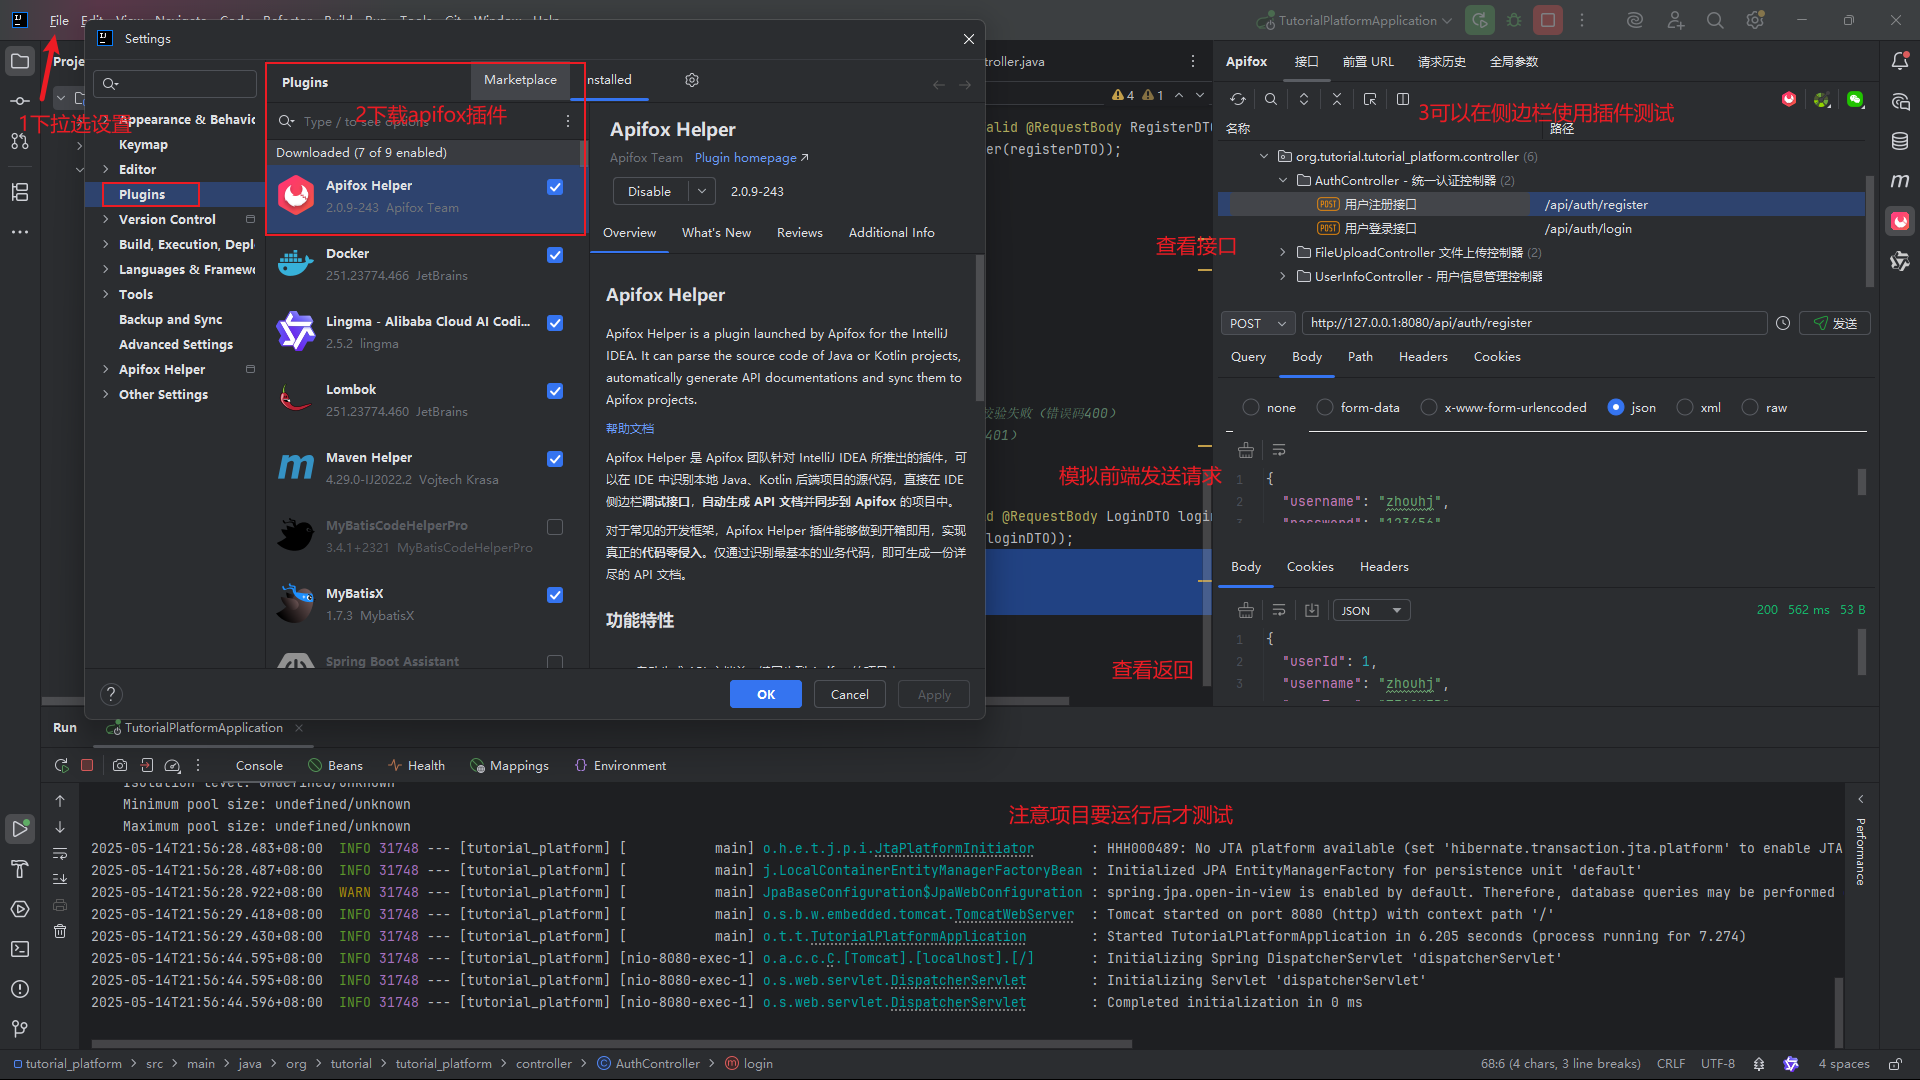 File Edit View Navigate Code Refactor Build Run Tools Git Window Help
TutorialPlatformApplication
Settings
1下拉选设置
Appearance & Behavio
Keymap
Editor
Plugins
Version Control
Build, Execution, Depl
Languages & Framewo
Tools
Backup and Sync
Advanced Settings
Apifox Helper
Other Settings
Plugins
Marketplace
nstalled
2下载apifox插件
Type / to see options
Downloaded (7 of 9 enabled)
Apifox Helper
2.0.9-243 Apifox Team
Docker
251.23774.466 JetBrains
Lingma - Alibaba Cloud AI Codi...
2.5.2 lingma
Lombok
251.23774.460 JetBrains
Maven Helper
4.29.0-IJ2022.2 Vojtech Krasa
MyBatisCodeHelperPro
3.4.1+2321 MyBatisCodeHelperPro
MyBatisX
1.7.3 MybatisX
Spring Boot Assistant
Apifox Helper
Apifox Team Plugin homepage ↗
Disable 2.0.9-243
Overview What's New Reviews Additional Info
Apifox Helper
Apifox Helper is a plugin launched by Apifox for the IntelliJ
IDEA. It can parse the source code of Java or Kotlin projects,
automatically generate API documentations and sync them to
Apifox projects.
帮助文档
Apifox Helper 是 Apifox 团队针对 IntelliJ IDEA 所推出的插件，可
以在 IDE 中识别本地 Java、Kotlin 后端项目的源代码，直接在 IDE
侧边栏调试接口，自动生成 API 文档并同步到 Apifox 的项目中。
对于常见的开发框架，Apifox Helper 插件能够做到开箱即用，实现
真正的代码零侵入。仅通过识别最基本的业务代码，即可生成一份详
尽的 API 文档。
功能特性
?
OK Cancel Apply
Proje
troller.java
4 1
alid @RequestBody RegisterDTO
er(registerDTO));
校验失败（错误码400）
401）
d @RequestBody LoginDTO logi
loginDTO));
查看接口
模拟前端发送请求
查看返回
Apifox 接口 前置 URL 请求历史 全局参数
3可以在侧边栏使用插件测试
名称 路径
org.tutorial.tutorial_platform.controller (6)
AuthController - 统一认证控制器 (2)
POST 用户注册接口 /api/auth/register
POST 用户登录接口 /api/auth/login
FileUploadController 文件上传控制器 (2)
UserInfoController - 用户信息管理控制器
POST http://127.0.0.1:8080/api/auth/register 发送
Query Body Path Headers Cookies
none form-data x-www-form-urlencoded json xml raw
1 {
2 "username": "zhouhj",
3 "password": "123456"
Body Cookies Headers
JSON 200 562 ms 53 B
1 {
2 "userId": 1,
3 "username": "zhouhj",
Run TutorialPlatformApplication
Console Beans Health Mappings Environment
注意项目要运行后才测试
Isolation level: undefined/unknown
Minimum pool size: undefined/unknown
Maximum pool size: undefined/unknown
2025-05-14T21:56:28.483+08:00 INFO 31748 --- [tutorial_platform] [ main] o.h.e.t.j.p.i.JtaPlatformInitiator : HHH000489: No JTA platform available (set 'hibernate.transaction.jta.platform' to enable JTA
2025-05-14T21:56:28.487+08:00 INFO 31748 --- [tutorial_platform] [ main] j.LocalContainerEntityManagerFactoryBean : Initialized JPA EntityManagerFactory for persistence unit 'default'
2025-05-14T21:56:28.922+08:00 WARN 31748 --- [tutorial_platform] [ main] JpaBaseConfiguration$JpaWebConfiguration : spring.jpa.open-in-view is enabled by default. Therefore, database queries may be performed
2025-05-14T21:56:29.418+08:00 INFO 31748 --- [tutorial_platform] [ main] o.s.b.w.embedded.tomcat.TomcatWebServer : Tomcat started on port 8080 (http) with context path '/'
2025-05-14T21:56:29.430+08:00 INFO 31748 --- [tutorial_platform] [ main] o.t.t.TutorialPlatformApplication : Started TutorialPlatformApplication in 6.205 seconds (process running for 7.274)
2025-05-14T21:56:44.595+08:00 INFO 31748 --- [tutorial_platform] [nio-8080-exec-1] o.a.c.c.C.[Tomcat].[localhost].[/] : Initializing Spring DispatcherServlet 'dispatcherServlet'
2025-05-14T21:56:44.595+08:00 INFO 31748 --- [tutorial_platform] [nio-8080-exec-1] o.s.web.servlet.DispatcherServlet : Initializing Servlet 'dispatcherServlet'
2025-05-14T21:56:44.596+08:00 INFO 31748 --- [tutorial_platform] [nio-8080-exec-1] o.s.web.servlet.DispatcherServlet : Completed initialization in 0 ms
Performance
tutorial_platform > src > main > java > org > tutorial > tutorial_platform > controller > AuthController > login
68:6 (4 chars, 3 line breaks) CRLF UTF-8 4 spaces